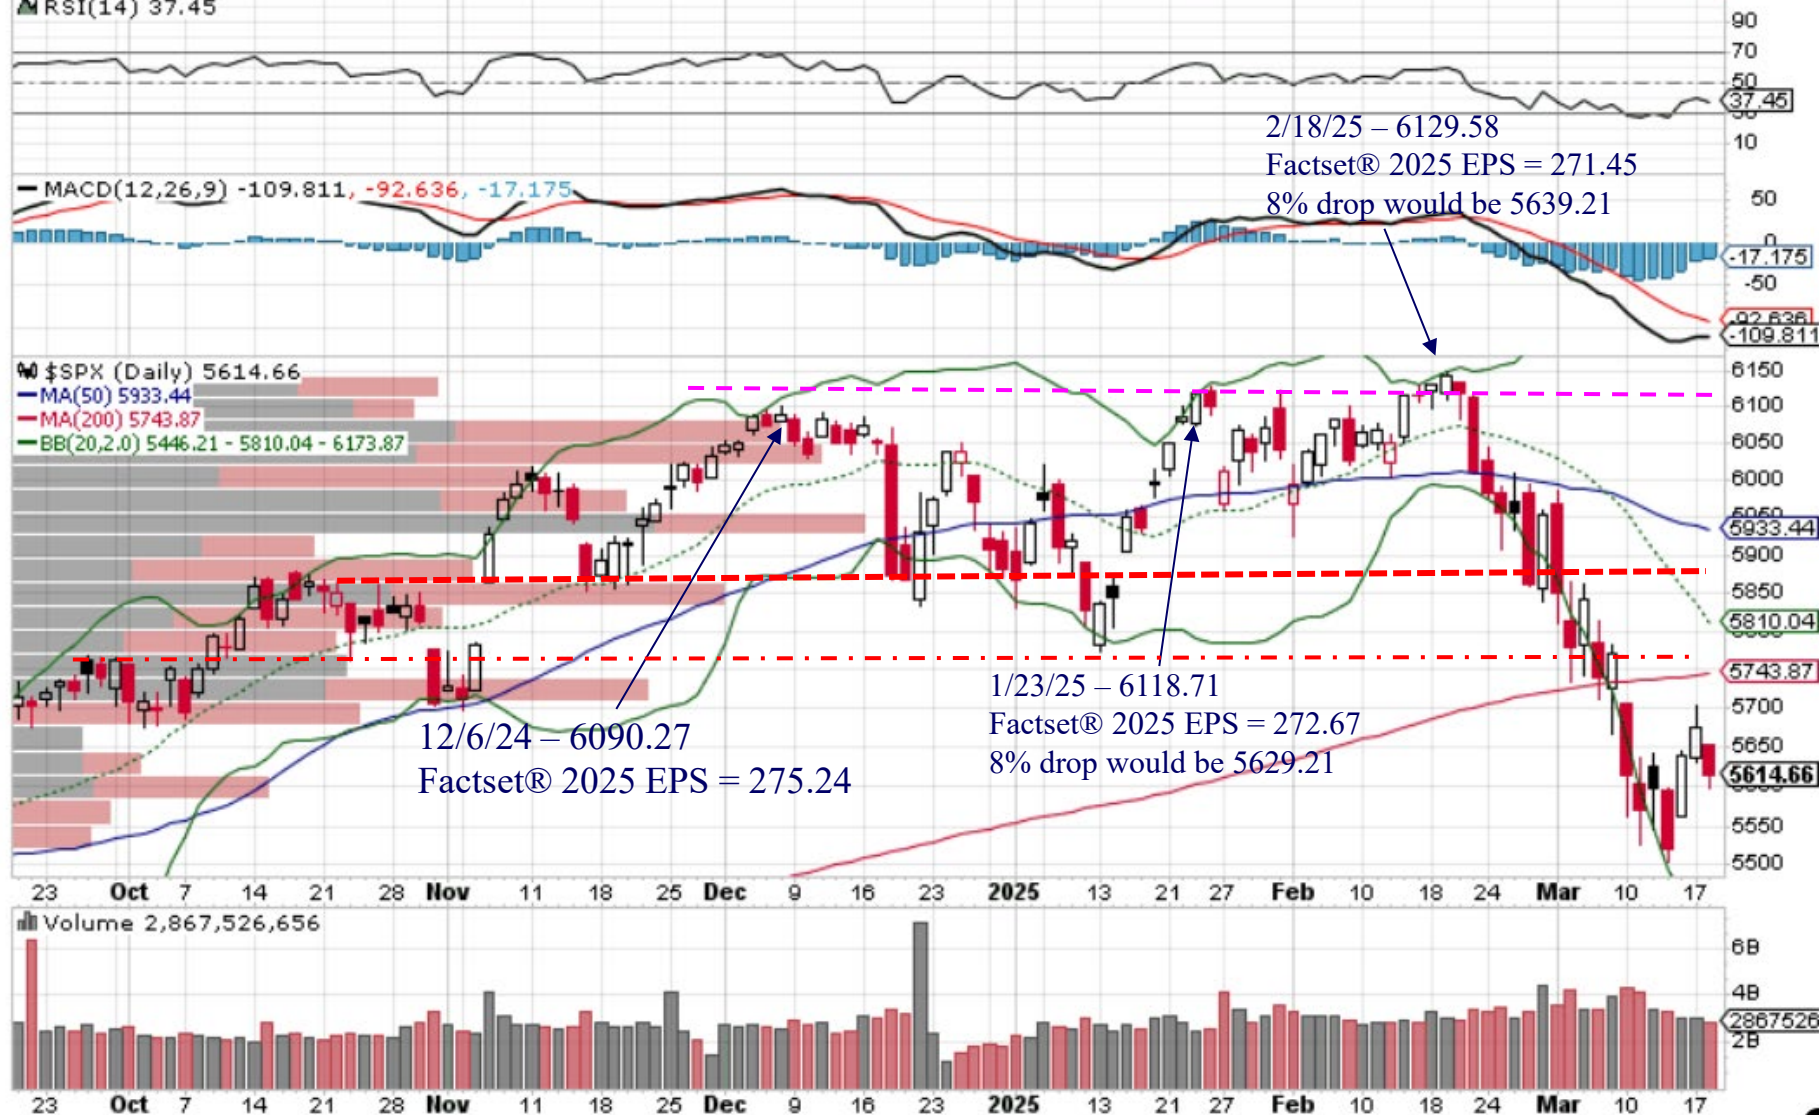 RSI(14) 37.45
90
70
50
37.45
30
10
2/18/25 – 6129.58
Factset® 2025 EPS = 271.45
8% drop would be 5639.21
MACD(12,26,9) -109.811, -92.636, -17.175
50
0
-17.175
-50
-92.636
-109.811
$SPX (Daily) 5614.66
MA(50) 5933.44
MA(200) 5743.87
BB(20,2.0) 5446.21 - 5810.04 - 6173.87
6150
6100
6050
6000
5950
5933.44
5900
5850
5810.04
5800
5743.87
5700
5650
5614.66
5600
5550
5500
1/23/25 – 6118.71
Factset® 2025 EPS = 272.67
8% drop would be 5629.21
12/6/24 – 6090.27
Factset® 2025 EPS = 275.24
23 Oct 7 14 21 28 Nov 11 18 25 Dec 9 16 23 2025 13 21 27 Feb 10 18 24 Mar 10 17
Volume 2,867,526,656
6B
4B
2867526
2B
23 Oct 7 14 21 28 Nov 11 18 25 Dec 9 16 23 2025 13 21 27 Feb 10 18 24 Mar 10 17